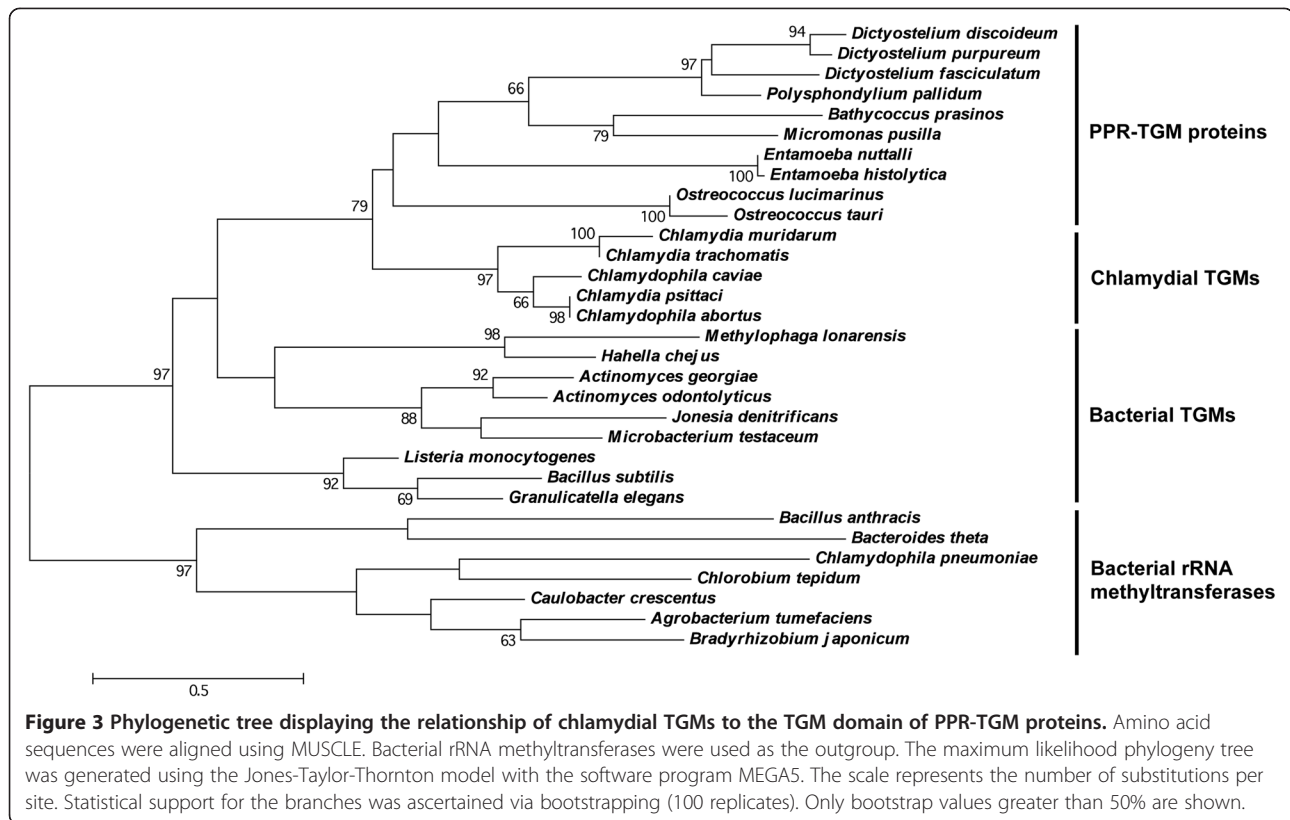 94
Dictyostelium discoideum
Dictyostelium purpureum
97
Dictyostelium fasciculatum
66
Polysphondylium pallidum
Bathycoccus prasinos
79
Micromonas pusilla
Entamoeba nuttalli
100
Entamoeba histolytica
Ostreococcus lucimarinus
100
Ostreococcus tauri
PPR-TGM proteins
79
100
Chlamydia muridarum
Chlamydia trachomatis
97
Chlamydophila caviae
66
Chlamydia psittaci
98
Chlamydophila abortus
Chlamydial TGMs
97
98
Methylophaga lonarensis
Hahella chejus
92
Actinomyces georgiae
Actinomyces odontolyticus
88
Jonesia denitrificans
Microbacterium testaceum
Listeria monocytogenes
92
Bacillus subtilis
69
Granulicatella elegans
Bacterial TGMs
97
Bacillus anthracis
Bacteroides theta
Chlamydophila pneumoniae
Chlorobium tepidum
Caulobacter crescentus
Agrobacterium tumefaciens
63
Bradyrhizobium japonicum
Bacterial rRNA
methyltransferases
0.5
Figure 3 Phylogenetic tree displaying the relationship of chlamydial TGMs to the TGM domain of PPR-TGM proteins. Amino acid
sequences were aligned using MUSCLE. Bacterial rRNA methyltransferases were used as the outgroup. The maximum likelihood phylogeny tree
was generated using the Jones-Taylor-Thornton model with the software program MEGA5. The scale represents the number of substitutions per
site. Statistical support for the branches was ascertained via bootstrapping (100 replicates). Only bootstrap values greater than 50% are shown.